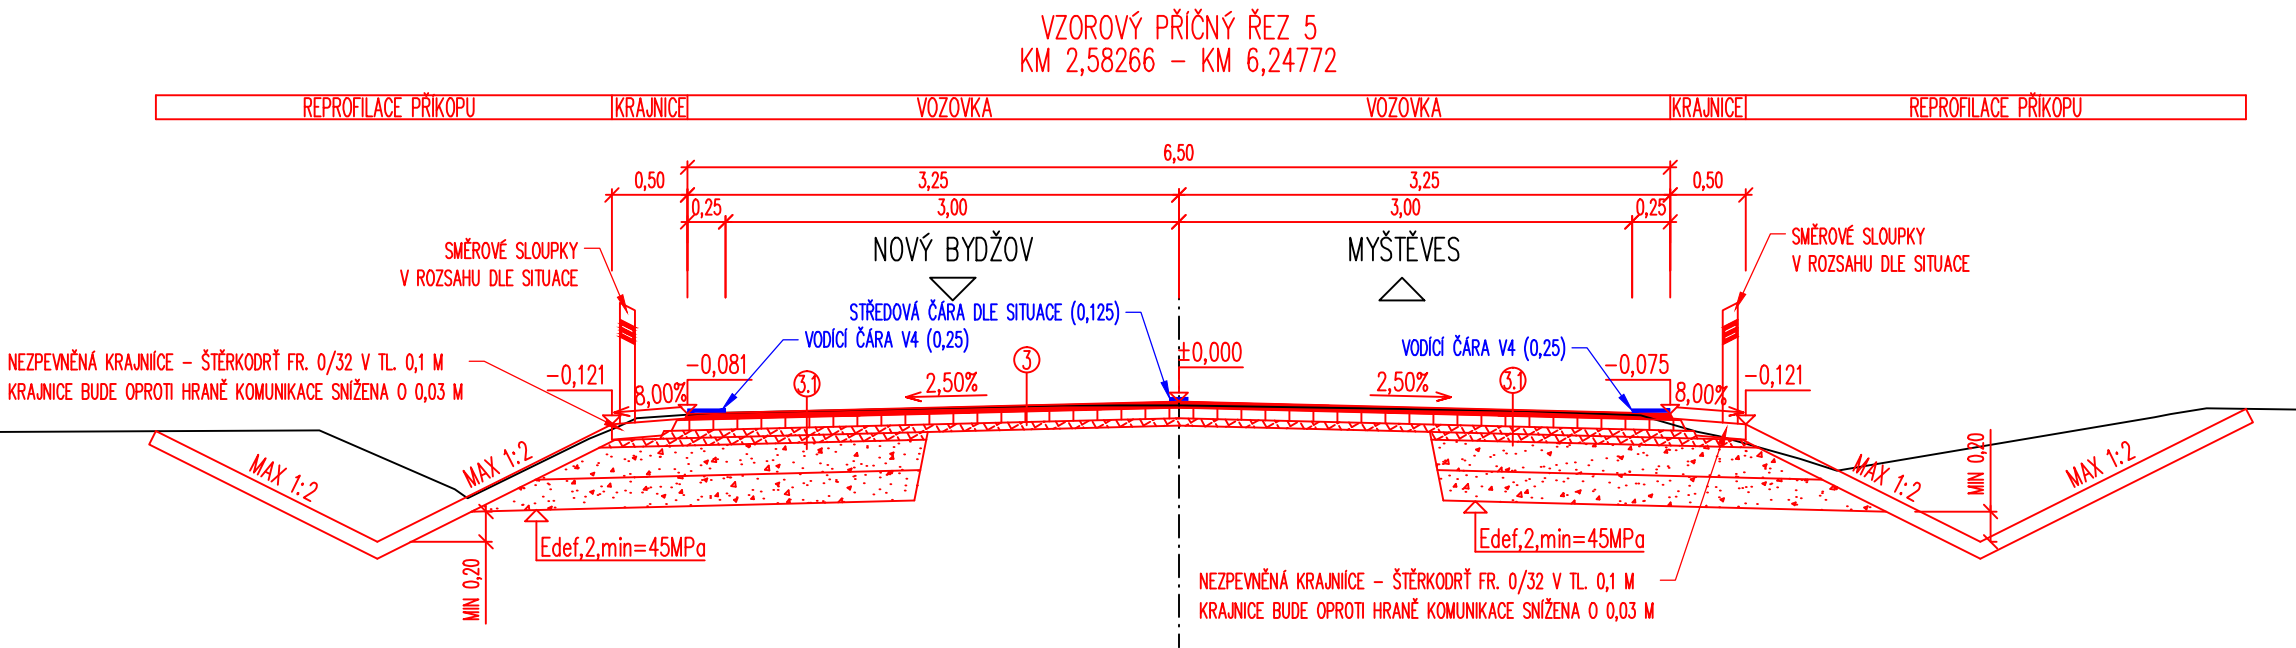 VZOROVÝ PŘÍČNÝ ŘEZ 5
KM 2,58266 – KM 6,24772
REPROFILACE PŘÍKOPU
KRAJNICE
VOZOVKA
VOZOVKA
KRAJNICE
REPROFILACE PŘÍKOPU
6,50
0,50
3,25
3,25
0,50
0,25
3,00
3,00
0,25
SMĚROVÉ SLOUPKY
V ROZSAHU DLE SITUACE
NOVÝ BYDŽOV
MYŠTĚVES
SMĚROVÉ SLOUPKY
V ROZSAHU DLE SITUACE
STŘEDOVÁ ČÁRA DLE SITUACE (0,125)
VODÍCÍ ČÁRA V4 (0,25)
VODÍCÍ ČÁRA V4 (0,25)
NEZPEVNĚNÁ KRAJNIÍCE – ŠTĚRKODRŤ FR. 0/32 V TL. 0,1 M
KRAJNICE BUDE OPROTI HRANĚ KOMUNIKACE SNÍŽENA O 0,03 M
-0,121
-0,081
±0,000
-0,075
-0,121
8,00%
3.1
2,50%
3
2,50%
3.1
8,00%
MAX 1:2
MAX 1:2
MAX 1:2
MIN 0,20
MAX 1:2
Edef,2,min=45MPa
Edef,2,min=45MPa
MIN 0,20
NEZPEVNĚNÁ KRAJNIÍCE – ŠTĚRKODRŤ FR. 0/32 V TL. 0,1 M
KRAJNICE BUDE OPROTI HRANĚ KOMUNIKACE SNÍŽENA O 0,03 M